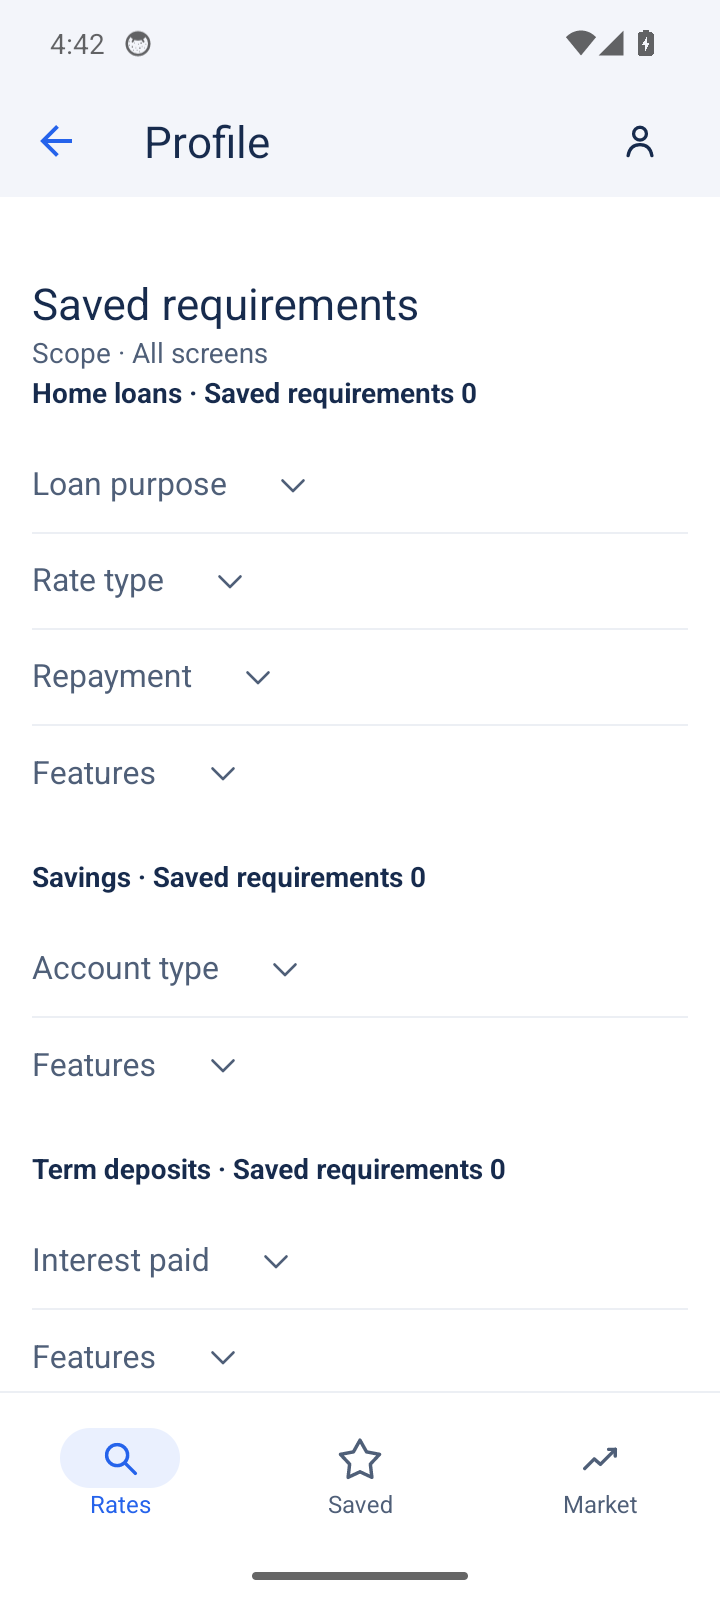 4:42
Profile
Saved requirements
Scope · All screens
Home loans · Saved requirements 0
Loan purpose
Rate type
Repayment
Features
Savings · Saved requirements 0
Account type
Features
Term deposits · Saved requirements 0
Interest paid
Features
Rates
Saved
Market